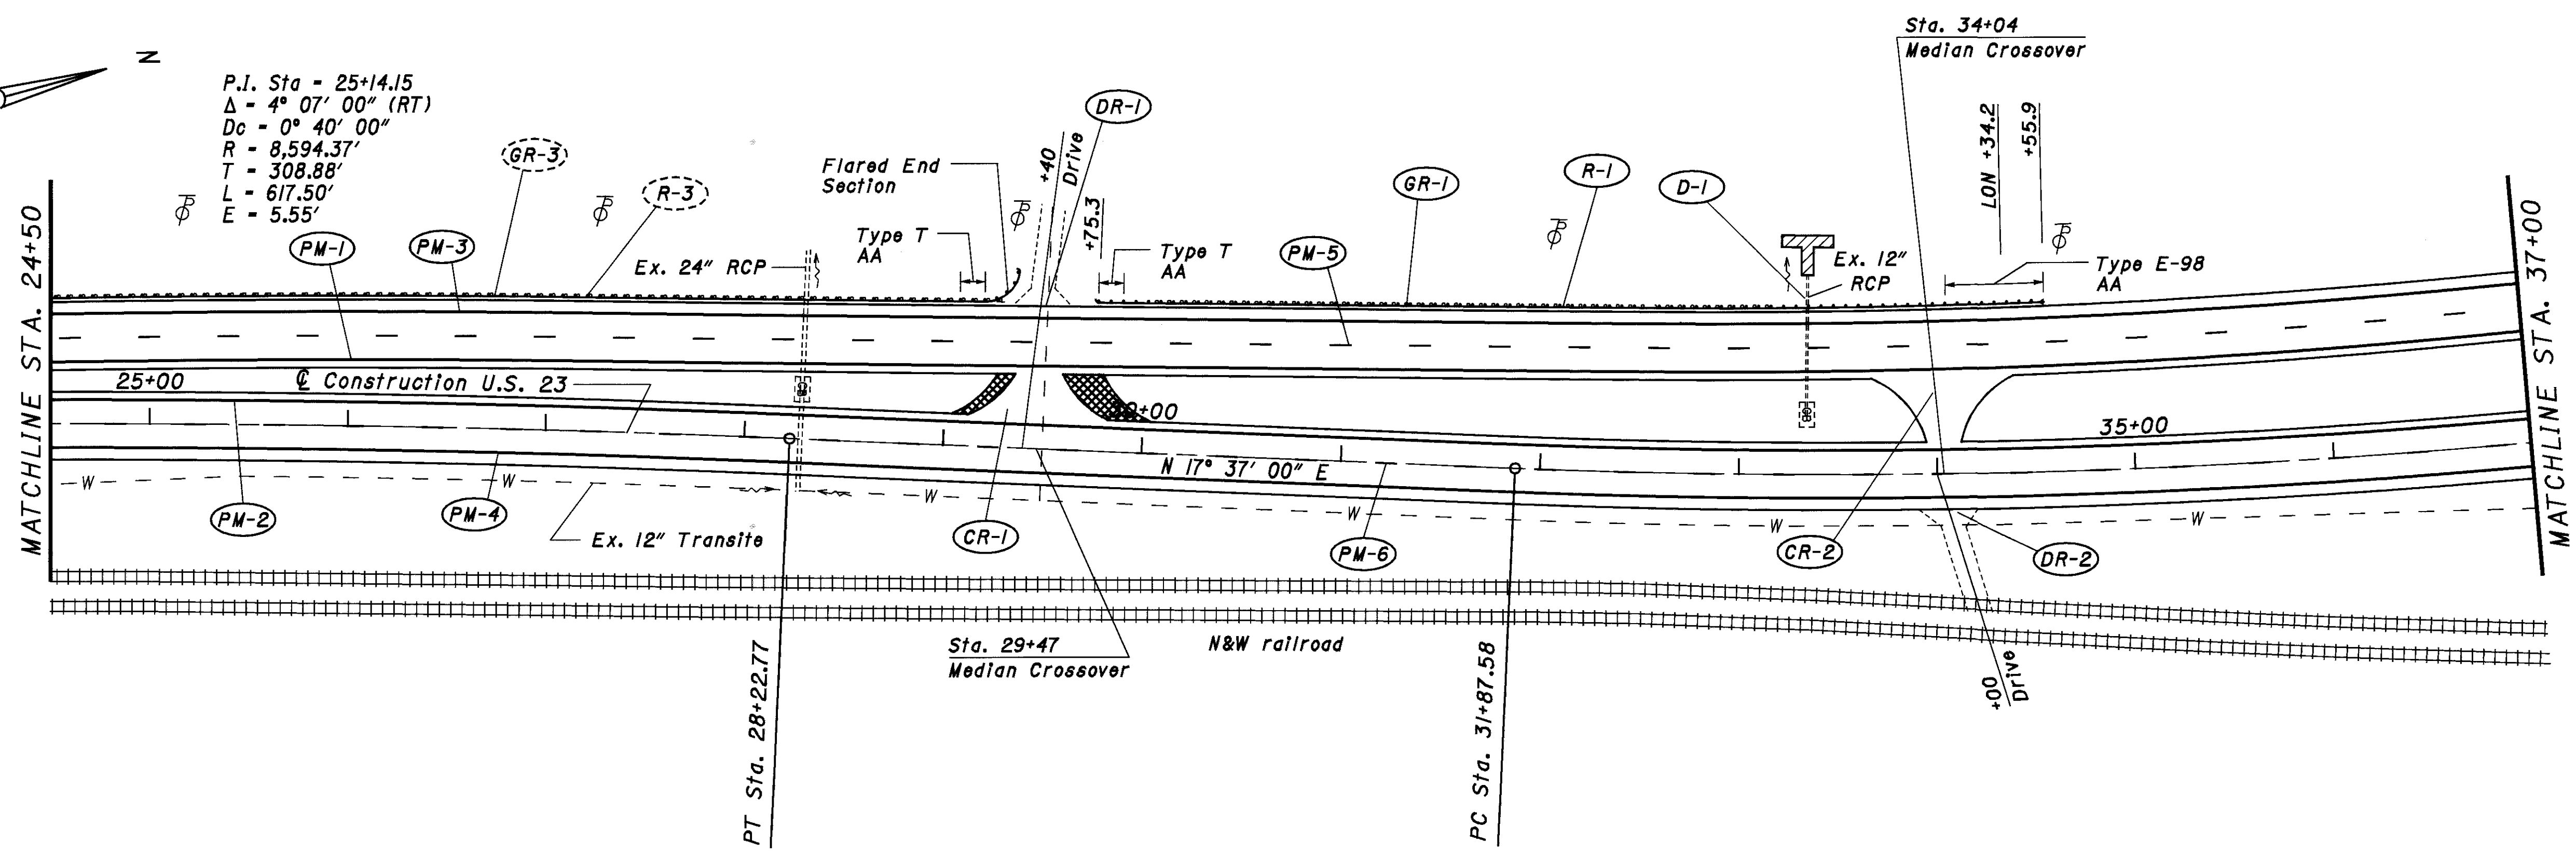 Sta. 34+04
Median Crossover
N
P.I. Sta - 25+14.15
Δ - 4° 07' 00" (RT)
Dc - 0° 40' 00"
R - 8,594.37'
T - 308.88'
L - 617.50'
E - 5.55'
GR-3
R-3
Flared End
Section
+40
Drive
DR-1
+75.3
GR-1
R-1
D-1
LON +34.2
+55.9
PM-1
PM-3
Type T
AA
Ex. 24" RCP
Type T
AA
PM-5
Ex. 12"
RCP
Type E-98
AA
MATCHLINE STA. 24+50
MATCHLINE STA. 37+00
25+00
℄ Construction U.S. 23
CB
30+00
CB
35+00
N 17° 37' 00" E
W
W
W
W
W
W
PM-2
PM-4
Ex. 12" Transite
CR-1
PM-6
CR-2
DR-2
Sta. 29+47
Median Crossover
N&W railroad
+00
Drive
PT Sta. 28+22.77
PC Sta. 31+87.58